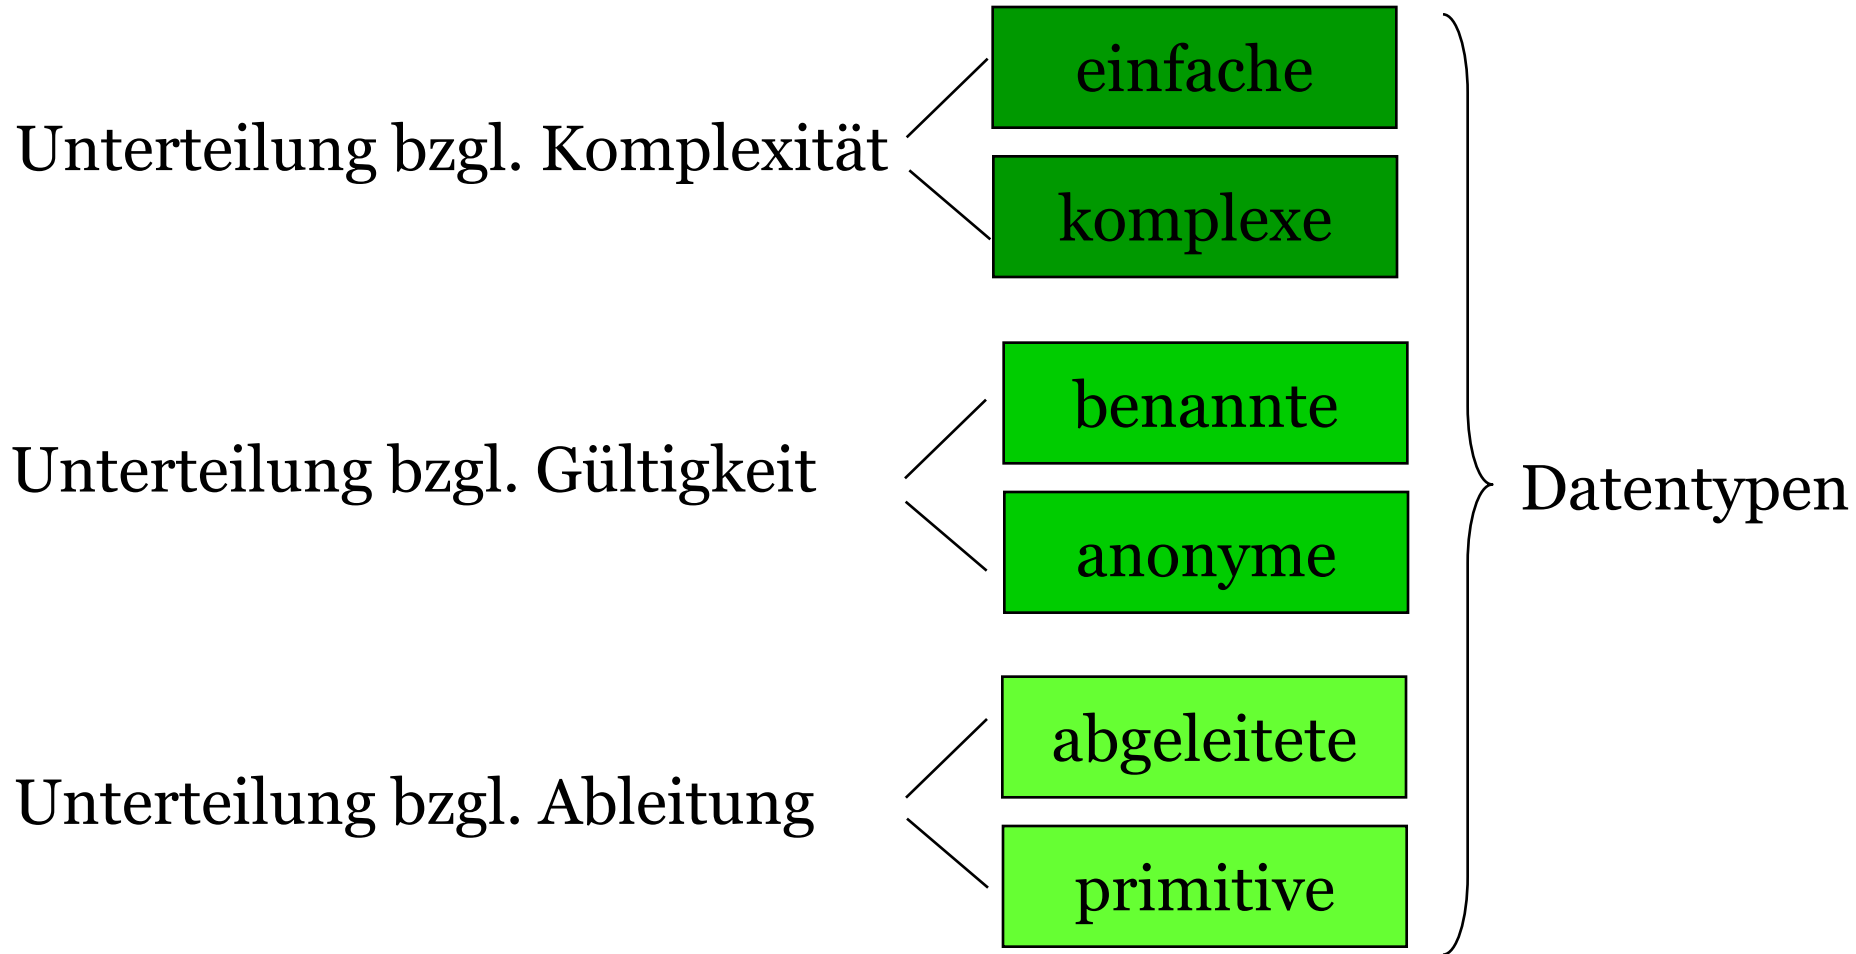 einfache
Unterteilung bzgl. Komplexität
komplexe
benannte
Unterteilung bzgl. Gültigkeit
Datentypen
anonyme
abgeleitete
Unterteilung bzgl. Ableitung
primitive